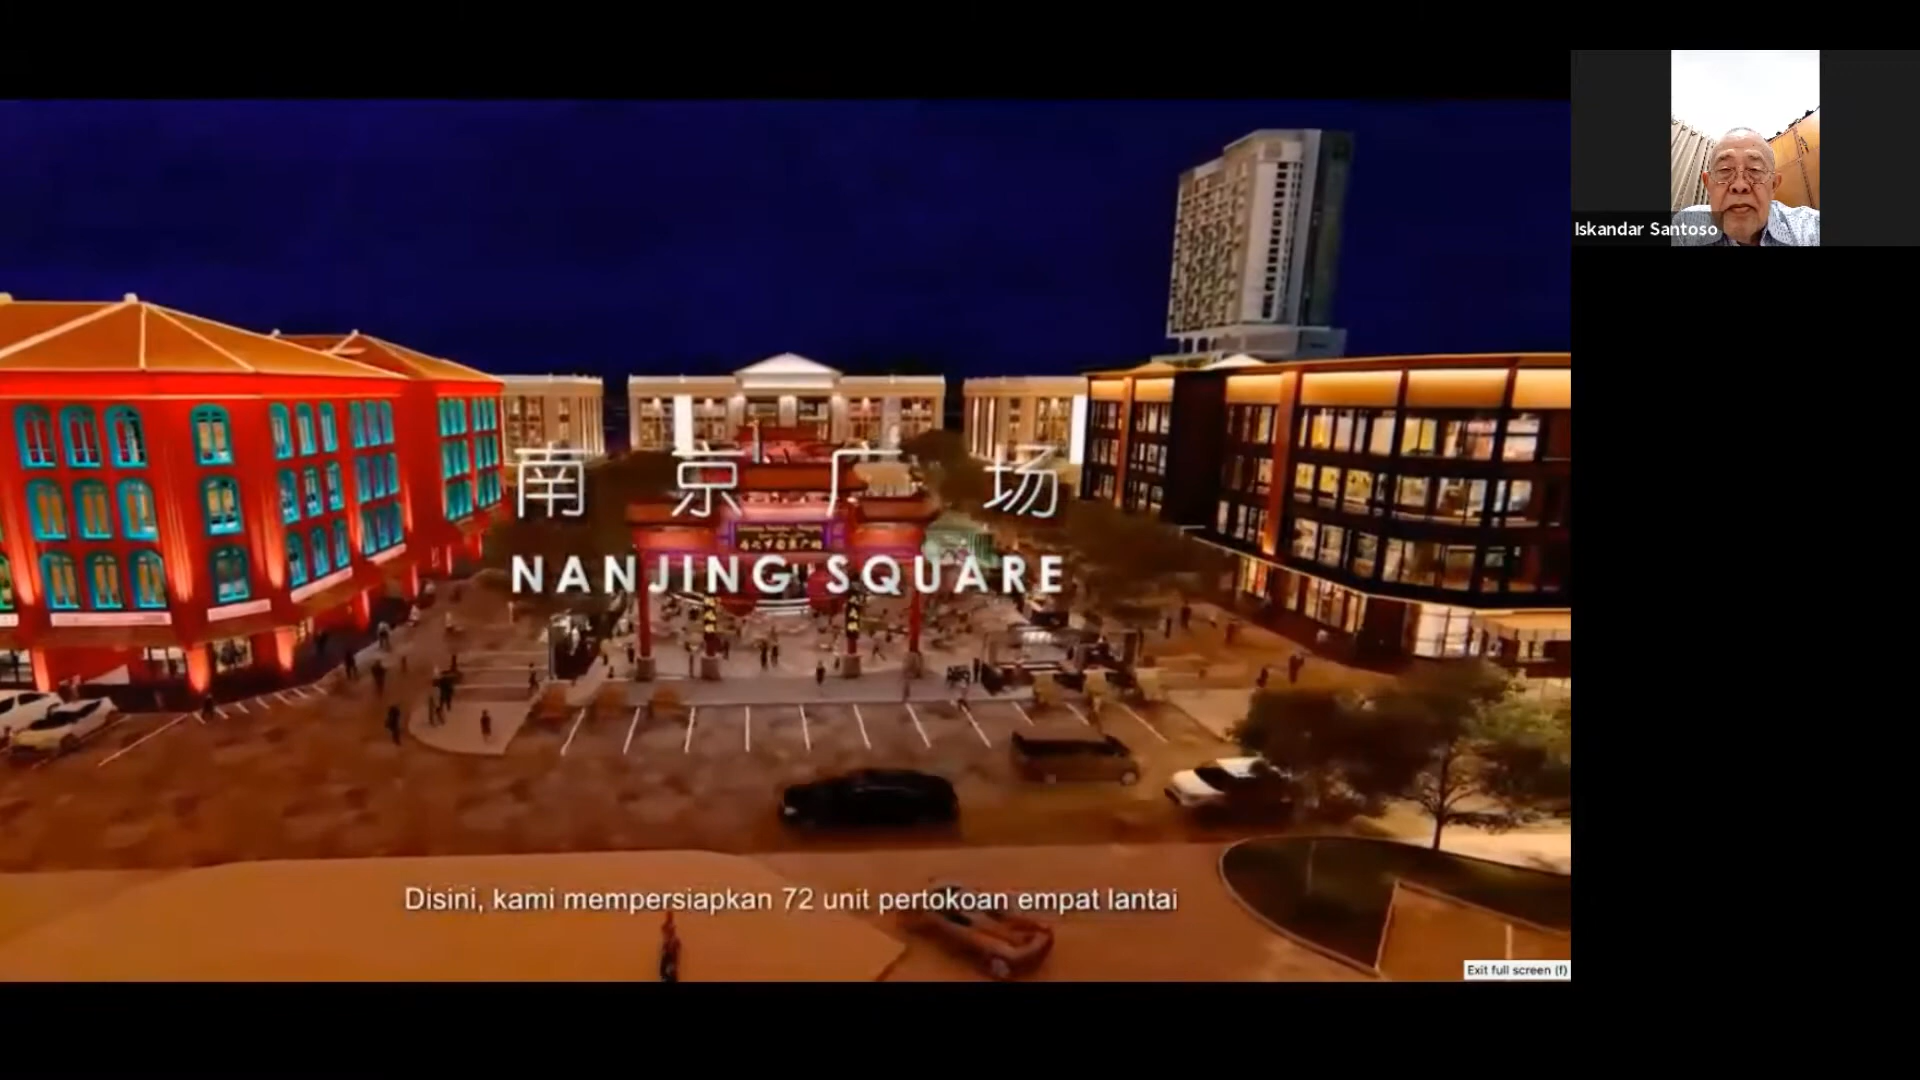 南京广场
NANJING SQUARE
Disini, kami mempersiapkan 72 unit pertokoan empat lantai
Exit full screen (f)
Iskandar Santoso